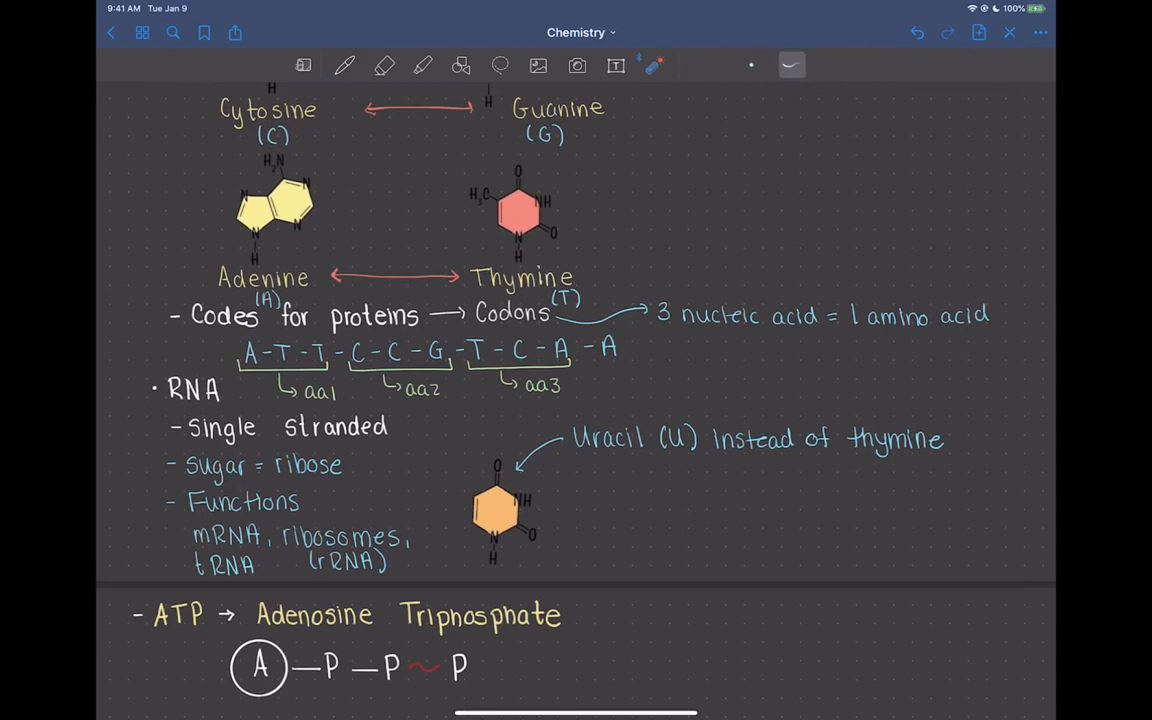 9:41 AM Tue Jan 9
100%
Chemistry
T
H
H
Cytosine Guanine
(C) (G)
H₂N N N N N H
O H₃C NH N O H
Adenine Thymine
(A) (T)
- Codes for proteins → Codons → 3 nucleic acid = 1 amino acid
A - T - T - C - C - G - T - C - A - A
aa1 aa2 aa3
• RNA
- Single stranded
Uracil (U) instead of thymine
- Sugar = ribose
- Functions
O NH N O H
mRNA, ribosomes,
tRNA (rRNA)
- ATP → Adenosine Triphosphate
A — P — P ~ P